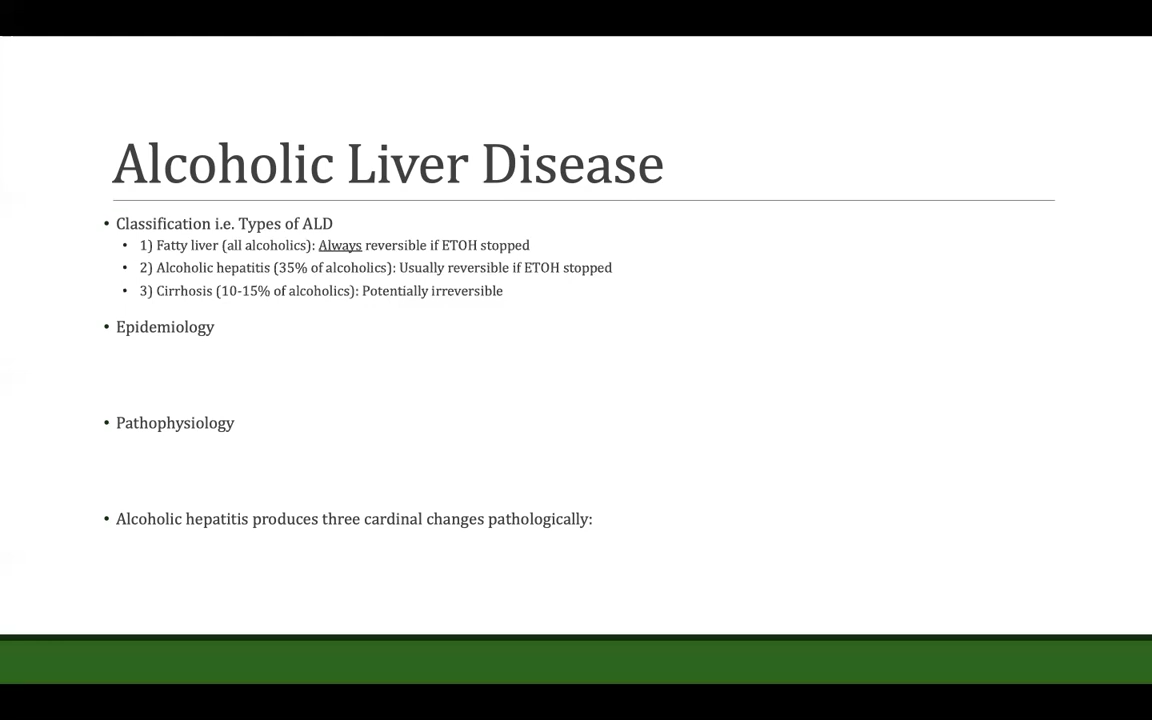 Alcoholic Liver Disease
• Classification i.e. Types of ALD
• 1) Fatty liver (all alcoholics): Always reversible if ETOH stopped
• 2) Alcoholic hepatitis (35% of alcoholics): Usually reversible if ETOH stopped
• 3) Cirrhosis (10-15% of alcoholics): Potentially irreversible
• Epidemiology
• Pathophysiology
• Alcoholic hepatitis produces three cardinal changes pathologically: